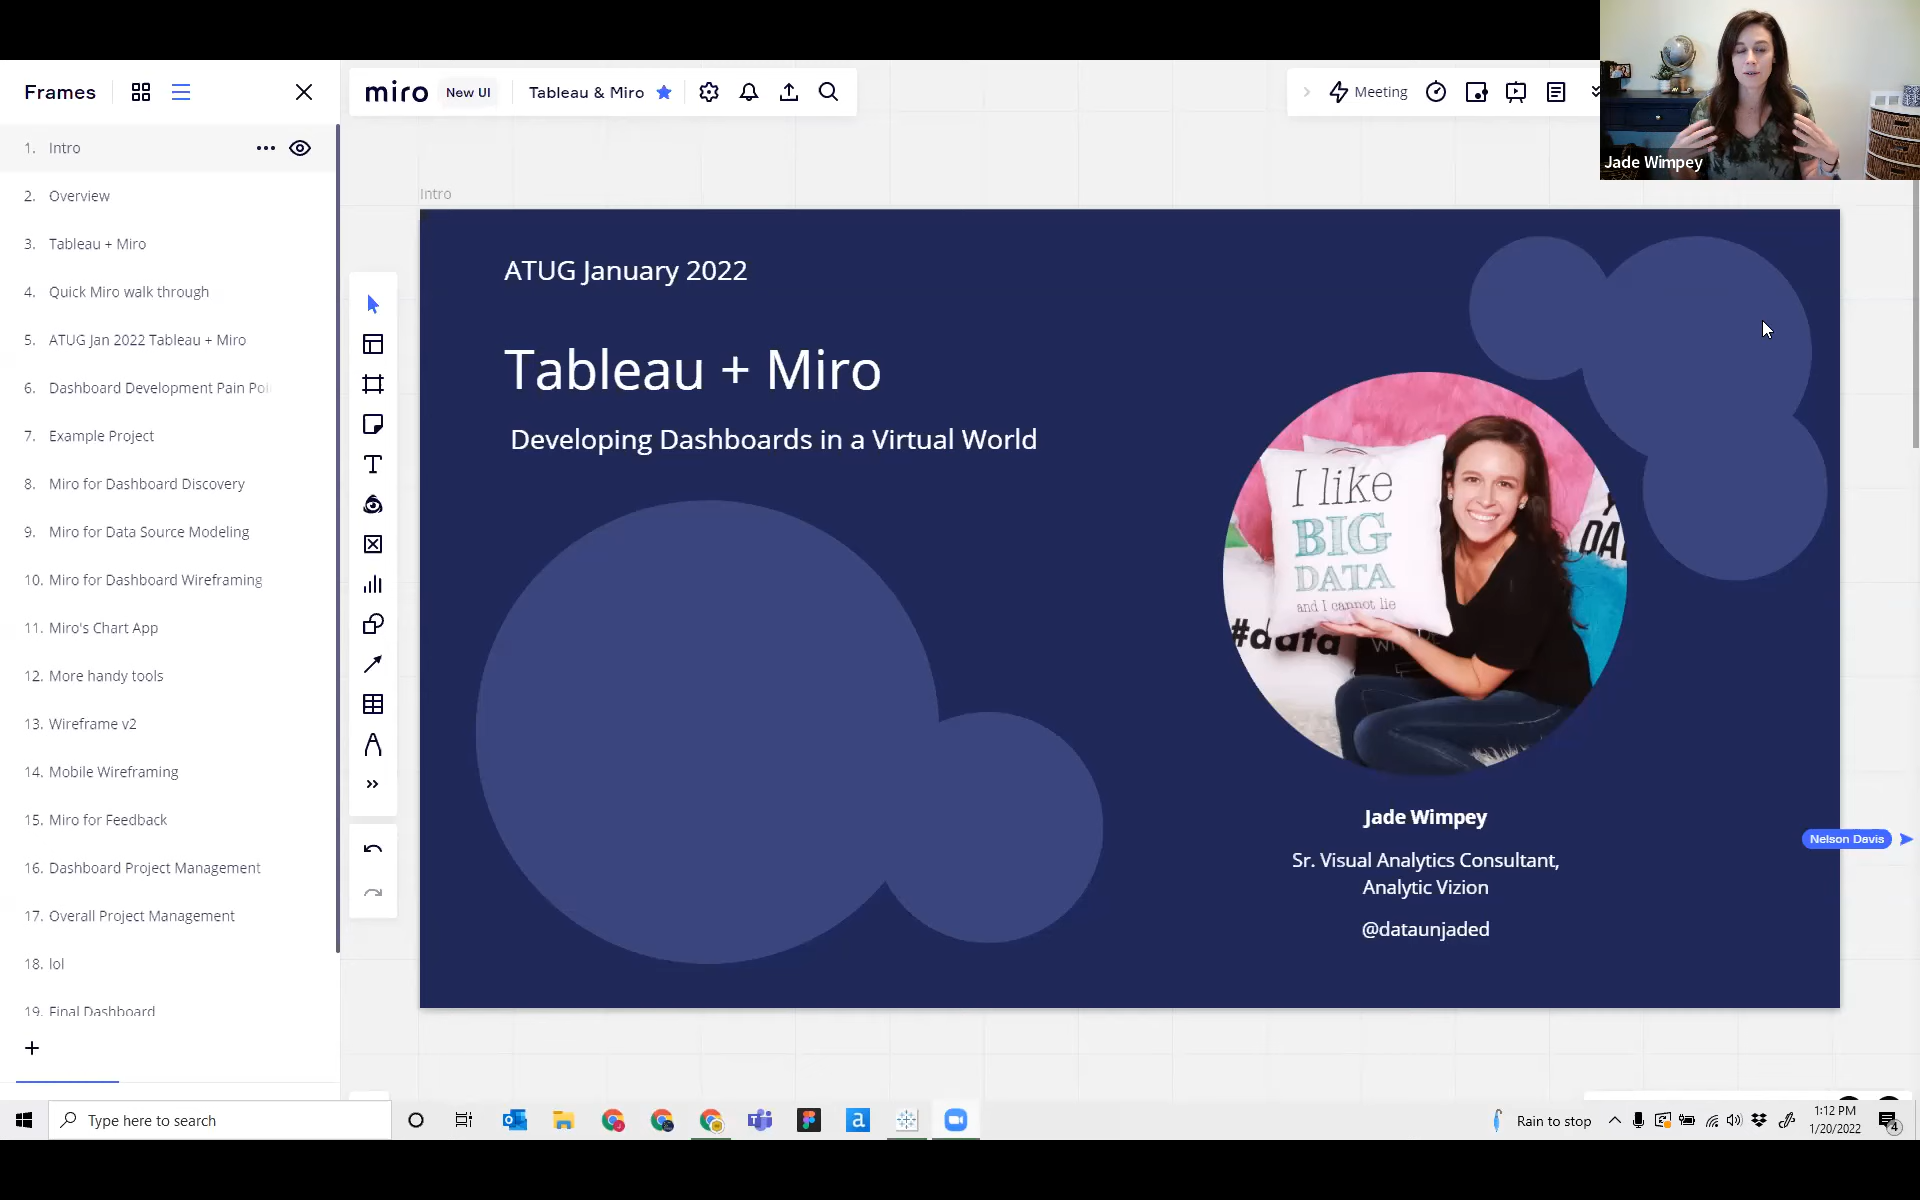 Frames
1. Intro
2. Overview
3. Tableau + Miro
4. Quick Miro walk through
5. ATUG Jan 2022 Tableau + Miro
6. Dashboard Development Pain Poi
7. Example Project
8. Miro for Dashboard Discovery
9. Miro for Data Source Modeling
10. Miro for Dashboard Wireframing
11. Miro's Chart App
12. More handy tools
13. Wireframe v2
14. Mobile Wireframing
15. Miro for Feedback
16. Dashboard Project Management
17. Overall Project Management
18. lol
19. Final Dashboard
miro New UI Tableau & Miro
Meeting
Jade Wimpey
Intro
ATUG January 2022
Tableau + Miro
Developing Dashboards in a Virtual World
I like
BIG
DATA
and I cannot lie
#data
DA
Jade Wimpey
Sr. Visual Analytics Consultant,
Analytic Vizion
@dataunjaded
Nelson Davis
Type here to search
Rain to stop
1:12 PM
1/20/2022
4